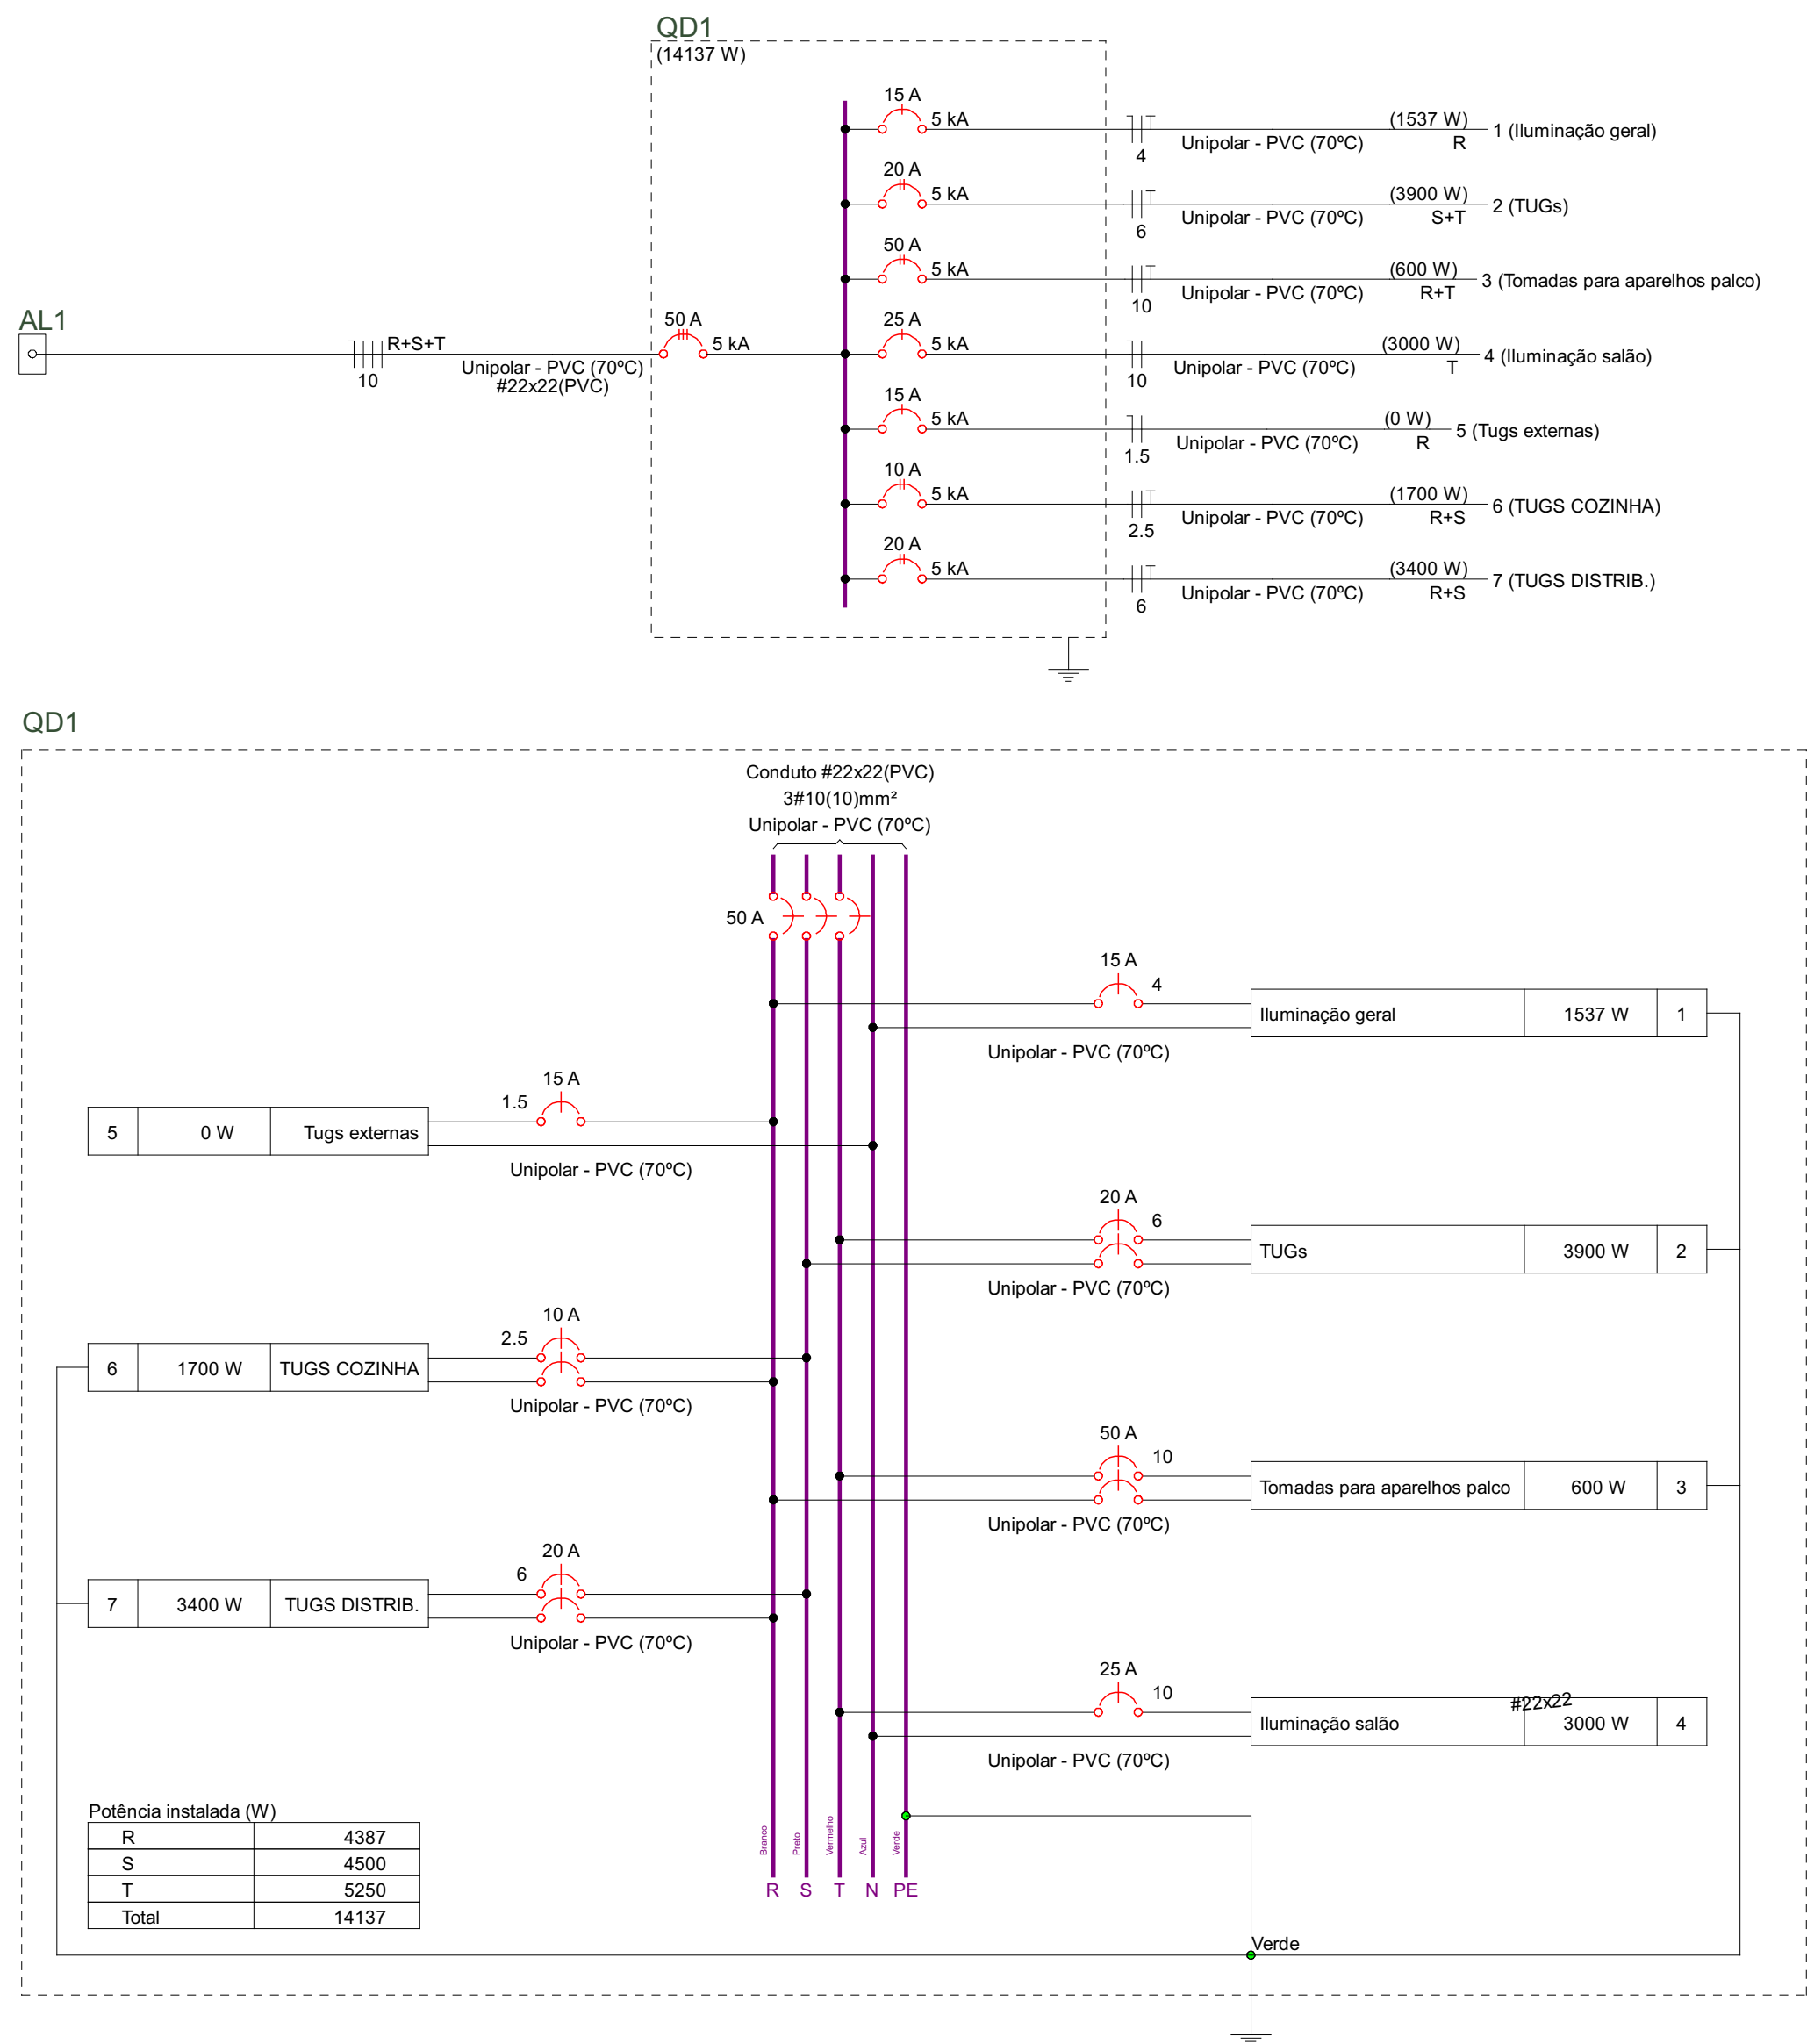 QD1
(14137 W)
15 A
5 kA
4
Unipolar - PVC (70ºC)
(1537 W)
R
1 (Iluminação geral)
20 A
5 kA
6
Unipolar - PVC (70ºC)
(3900 W)
S+T
2 (TUGs)
50 A
5 kA
10
Unipolar - PVC (70ºC)
(600 W)
R+T
3 (Tomadas para aparelhos palco)
AL1
R+S+T
10
Unipolar - PVC (70ºC)
#22x22(PVC)
50 A
5 kA
25 A
5 kA
10
Unipolar - PVC (70ºC)
(3000 W)
T
4 (Iluminação salão)
15 A
5 kA
1.5
Unipolar - PVC (70ºC)
(0 W)
R
5 (Tugs externas)
10 A
5 kA
2.5
Unipolar - PVC (70ºC)
(1700 W)
R+S
6 (TUGS COZINHA)
20 A
5 kA
6
Unipolar - PVC (70ºC)
(3400 W)
R+S
7 (TUGS DISTRIB.)
QD1
Conduto #22x22(PVC)
3#10(10)mm²
Unipolar - PVC (70ºC)
50 A
15 A
4
Iluminação geral 1537 W 1
Unipolar - PVC (70ºC)
15 A
1.5
5 0 W Tugs externas
Unipolar - PVC (70ºC)
20 A
6
TUGs 3900 W 2
Unipolar - PVC (70ºC)
10 A
2.5
6 1700 W TUGS COZINHA
Unipolar - PVC (70ºC)
50 A
10
Tomadas para aparelhos palco 600 W 3
Unipolar - PVC (70ºC)
20 A
6
7 3400 W TUGS DISTRIB.
Unipolar - PVC (70ºC)
25 A
10
#22x22
Iluminação salão 3000 W 4
Unipolar - PVC (70ºC)
Potência instalada (W)
R 4387
S 4500
T 5250
Total 14137
Branco
Preto
Vermelho
Azul
Verde
R S T N PE
Verde